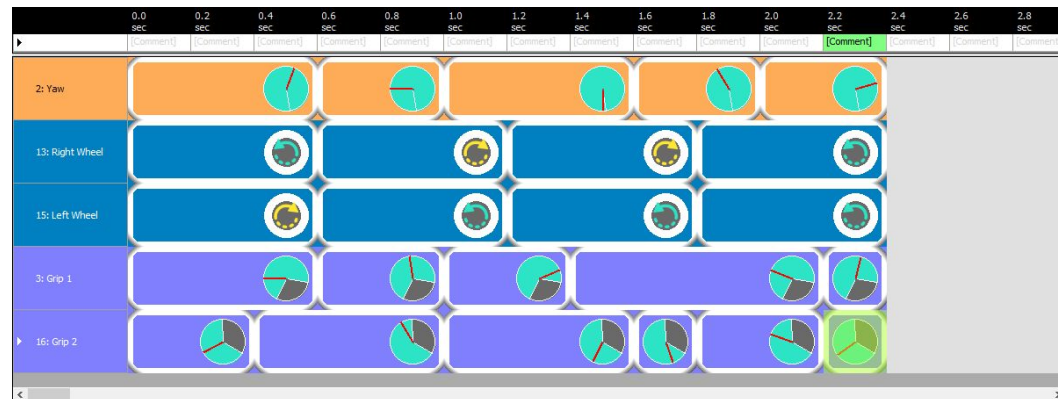 0.0 sec 0.2 sec 0.4 sec 0.6 sec 0.8 sec 1.0 sec 1.2 sec 1.4 sec 1.6 sec 1.8 sec 2.0 sec 2.2 sec 2.4 sec 2.6 sec 2.8 sec
[Comment] [Comment] [Comment] [Comment] [Comment] [Comment] [Comment] [Comment] [Comment] [Comment] [Comment] [Comment] [Comment] [Comment] [Comment
2: Yaw
13: Right Wheel
15: Left Wheel
3: Grip 1
16: Grip 2